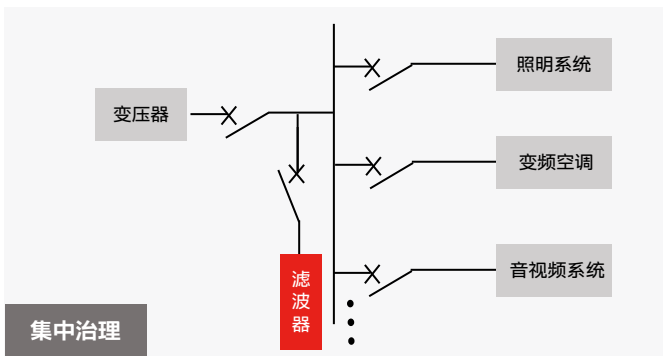 照明系统
变压器
变频空调
滤波器
音视频系统
集中治理